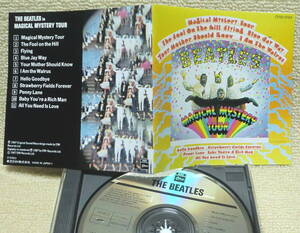 THE BEATLES in
MAGICAL MYSTERY TOUR
1 Magical Mystery Tour
2 The Fool on the Hill
3 Flying
4 Blue Jay Way
5 Your Mother Should Know
6 I Am the Walrus
7 Hello Goodbye
8 Strawberry Fields Forever
9 Penny Lane
10 Baby You're a Rich Man
11 All You Need Is Love
Magical Mystery Tour
The Fool On the Hill Flying Blue Jay Way
Your Mother Should Know I Am The Walrus
BEATLES
MAGICAL MYSTERY
TOUR
Hello Goodbye Strawberry Fields Forever
Penny Lane Baby You're A Rich Man
All You Need Is Love
THE BEATLES